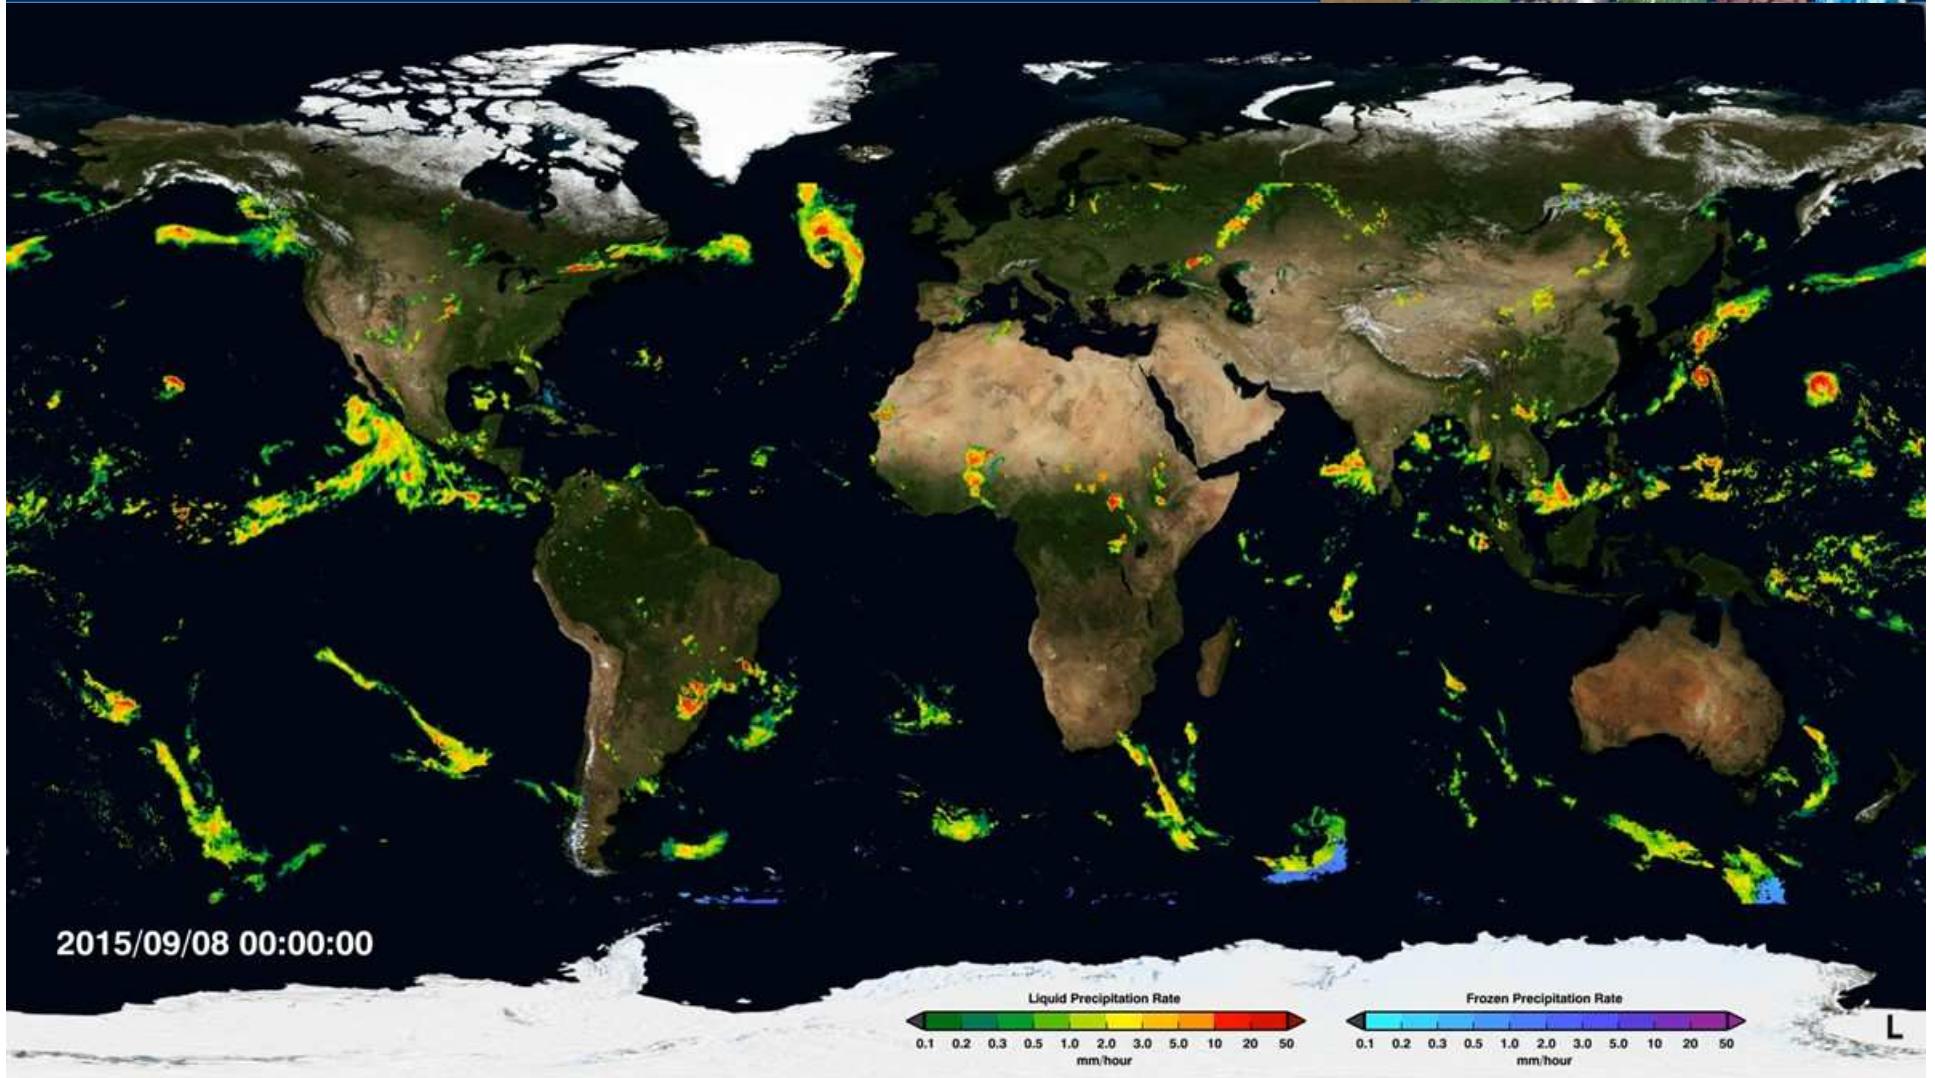 2015/09/08 00:00:00
Liquid Precipitation Rate
0.1 0.2 0.3 0.5 1.0 2.0 3.0 5.0 10 20 50
mm/hour
Frozen Precipitation Rate
0.1 0.2 0.3 0.5 1.0 2.0 3.0 5.0 10 20 50
mm/hour
L